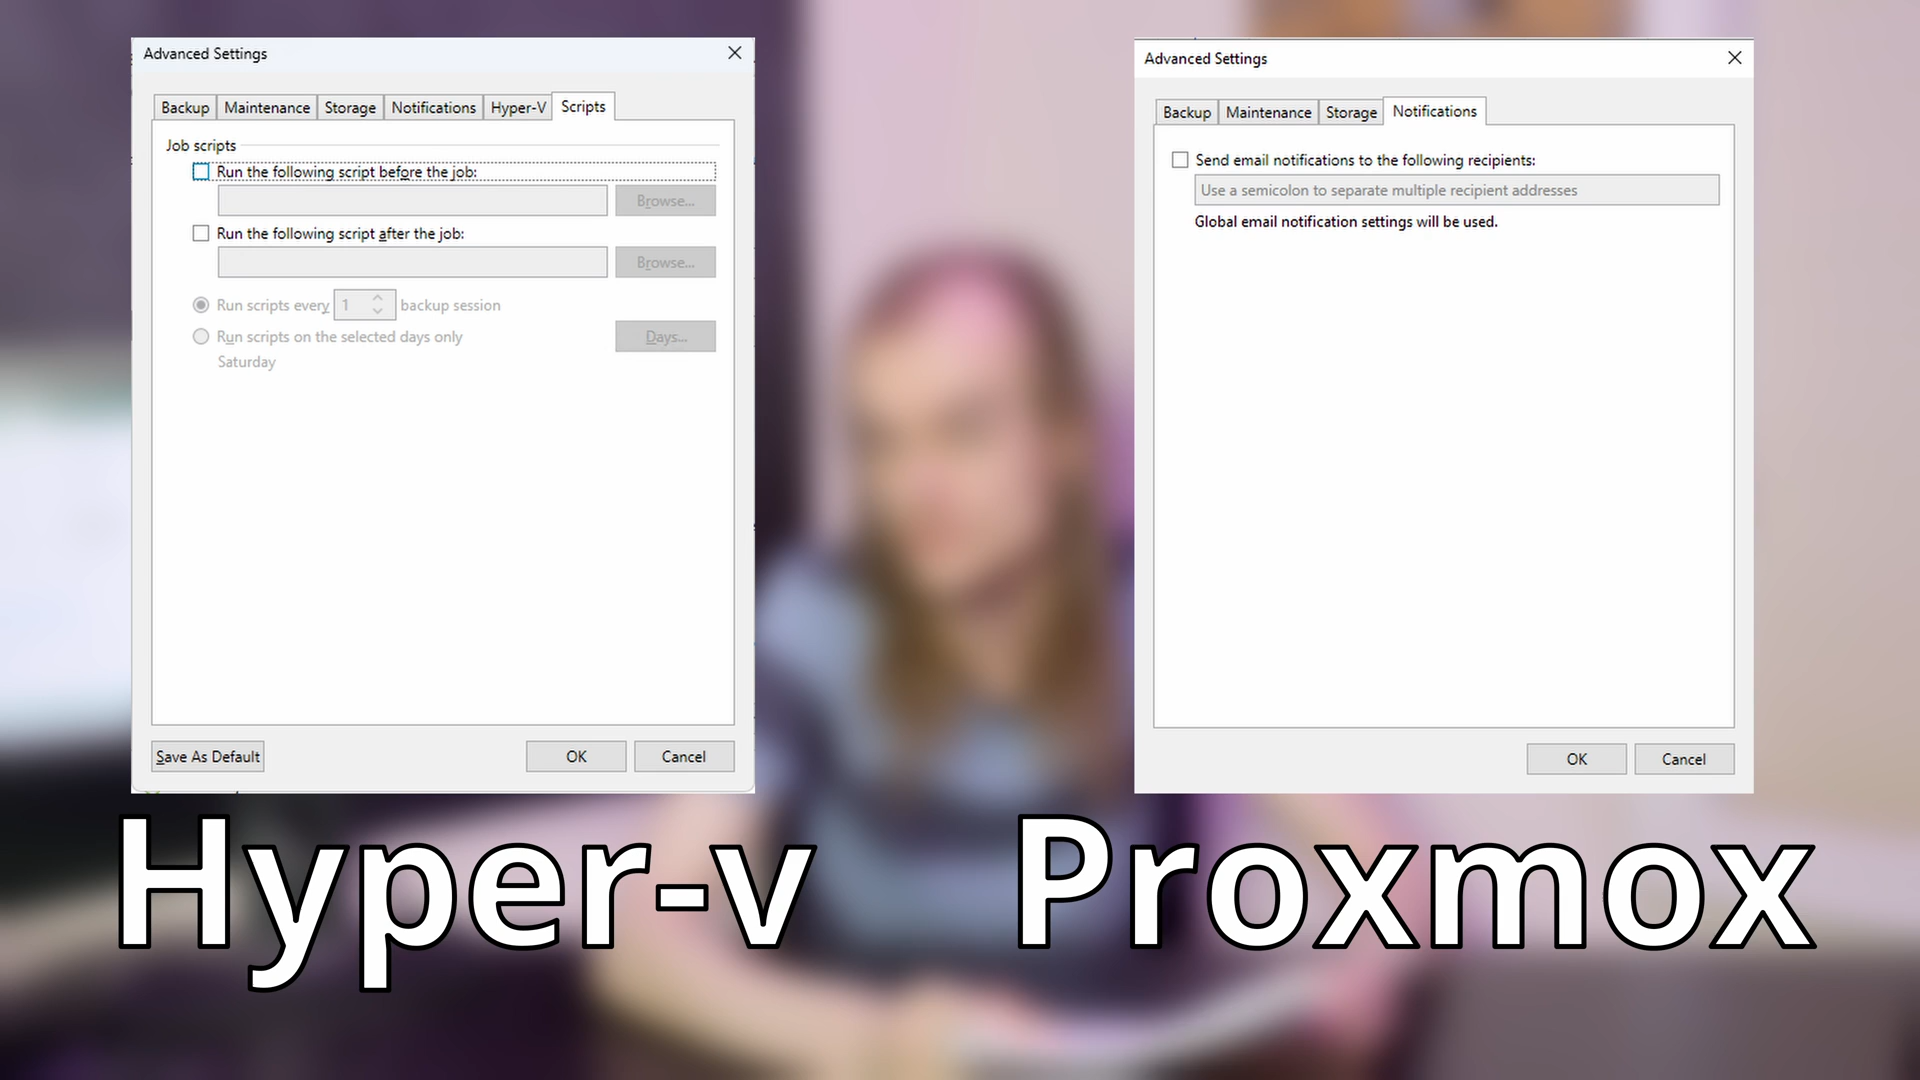 Advanced Settings
Backup Maintenance Storage Notifications Hyper-V Scripts
Job scripts
Run the following script before the job:
Browse...
Run the following script after the job:
Browse...
Run scripts every 1 backup session
Run scripts on the selected days only
Days...
Saturday
Save As Default OK Cancel
Hyper-v
Advanced Settings
Backup Maintenance Storage Notifications
Send email notifications to the following recipients:
Use a semicolon to separate multiple recipient addresses
Global email notification settings will be used.
OK Cancel
Proxmox